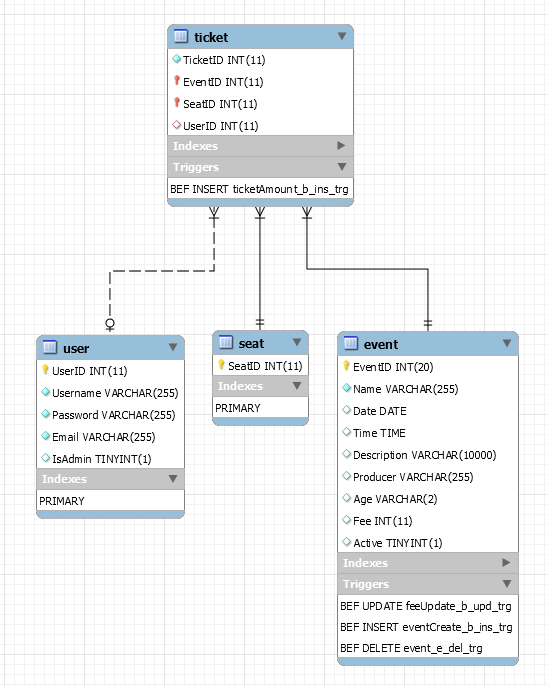 ticket
TicketID INT(11)
EventID INT(11)
SeatID INT(11)
UserID INT(11)
Indexes
Triggers
BEF INSERT ticketAmount_b_ins_trg
user
UserID INT(11)
Username VARCHAR(255)
Password VARCHAR(255)
Email VARCHAR(255)
IsAdmin TINYINT(1)
Indexes
PRIMARY
seat
SeatID INT(11)
Indexes
PRIMARY
event
EventID INT(20)
Name VARCHAR(255)
Date DATE
Time TIME
Description VARCHAR(10000)
Producer VARCHAR(255)
Age VARCHAR(2)
Fee INT(11)
Active TINYINT(1)
Indexes
Triggers
BEF UPDATE feeUpdate_b_upd_trg
BEF INSERT eventCreate_b_ins_trg
BEF DELETE event_e_del_trg